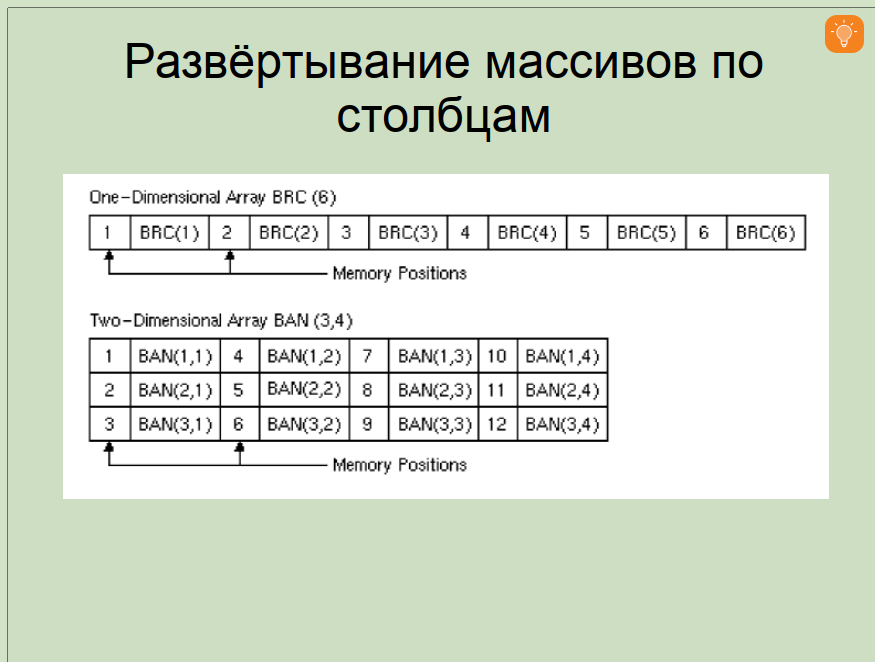 Развёртывание массивов по
столбцам
One-Dimensional Array BRC (6)
1 BRC(1) 2 BRC(2) 3 BRC(3) 4 BRC(4) 5 BRC(5) 6 BRC(6)
Memory Positions
Two-Dimensional Array BAN (3,4)
1 BAN(1,1) 4 BAN(1,2) 7 BAN(1,3) 10 BAN(1,4)
2 BAN(2,1) 5 BAN(2,2) 8 BAN(2,3) 11 BAN(2,4)
3 BAN(3,1) 6 BAN(3,2) 9 BAN(3,3) 12 BAN(3,4)
Memory Positions